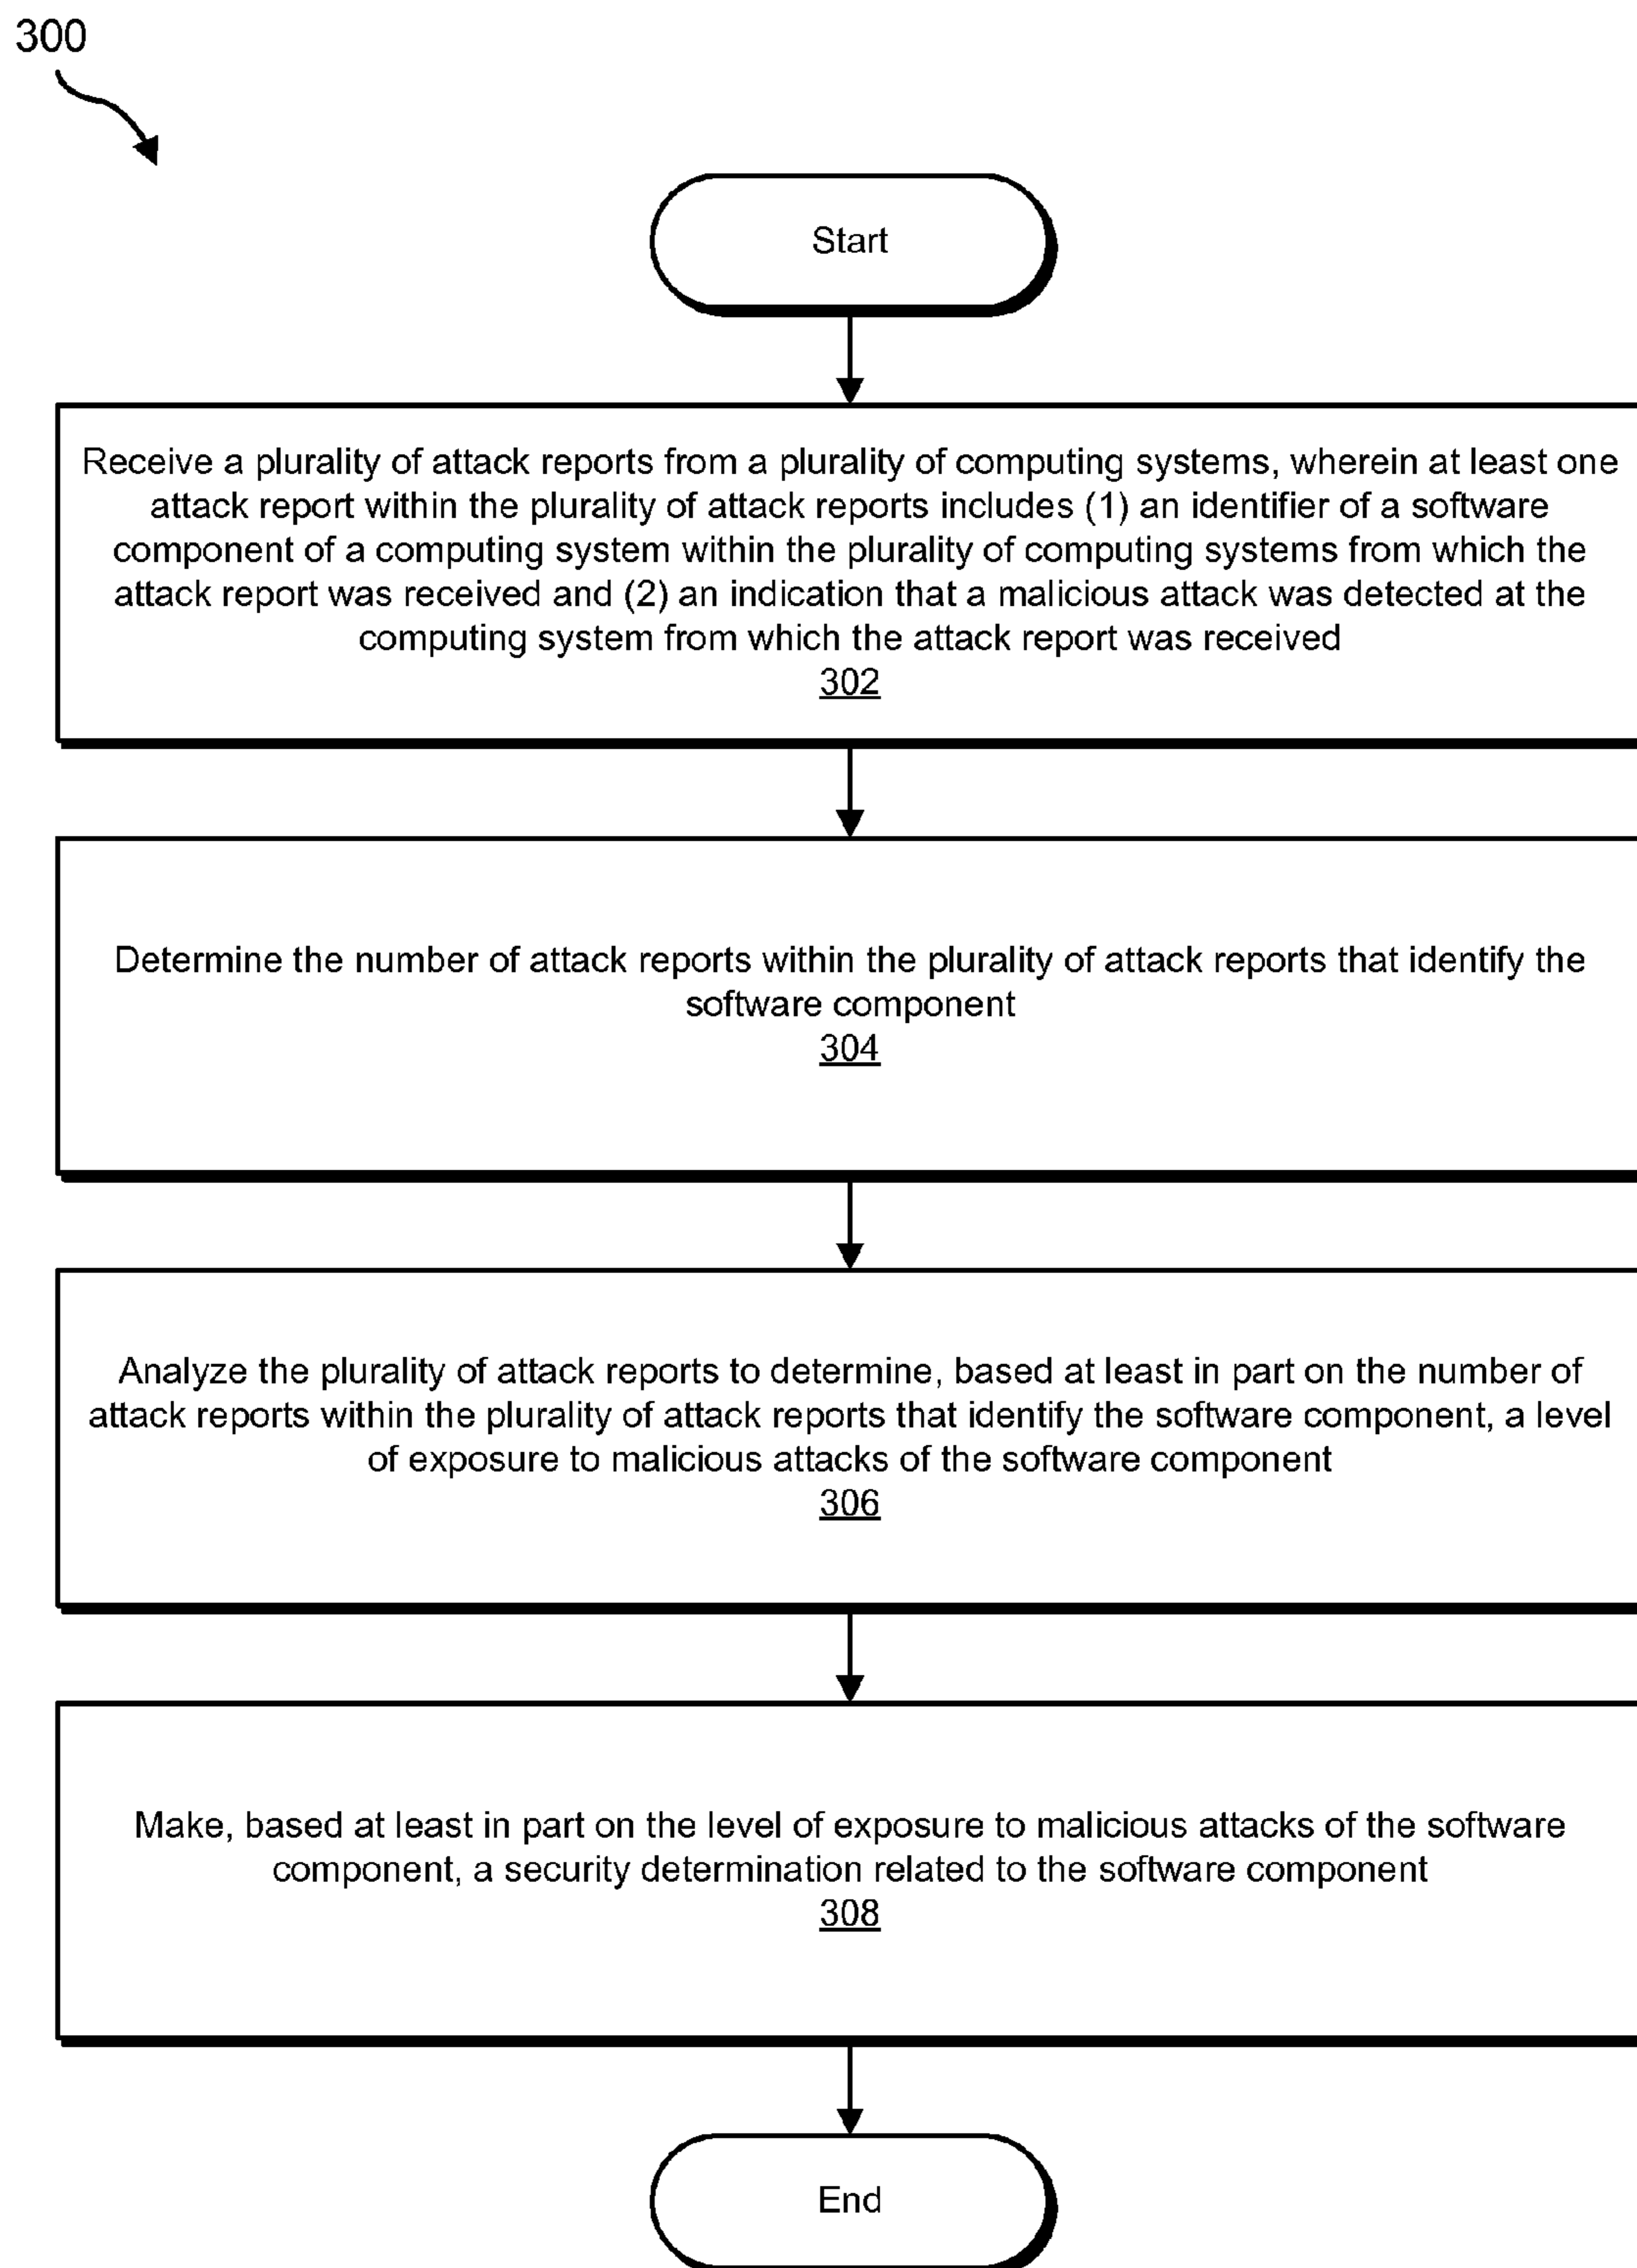 300
Start
Receive a plurality of attack reports from a plurality of computing systems, wherein at least one
attack report within the plurality of attack reports includes (1) an identifier of a software
component of a computing system within the plurality of computing systems from which the
attack report was received and (2) an indication that a malicious attack was detected at the
computing system from which the attack report was received
302
Determine the number of attack reports within the plurality of attack reports that identify the
software component
304
Analyze the plurality of attack reports to determine, based at least in part on the number of
attack reports within the plurality of attack reports that identify the software component, a level
of exposure to malicious attacks of the software component
306
Make, based at least in part on the level of exposure to malicious attacks of the software
component, a security determination related to the software component
308
End